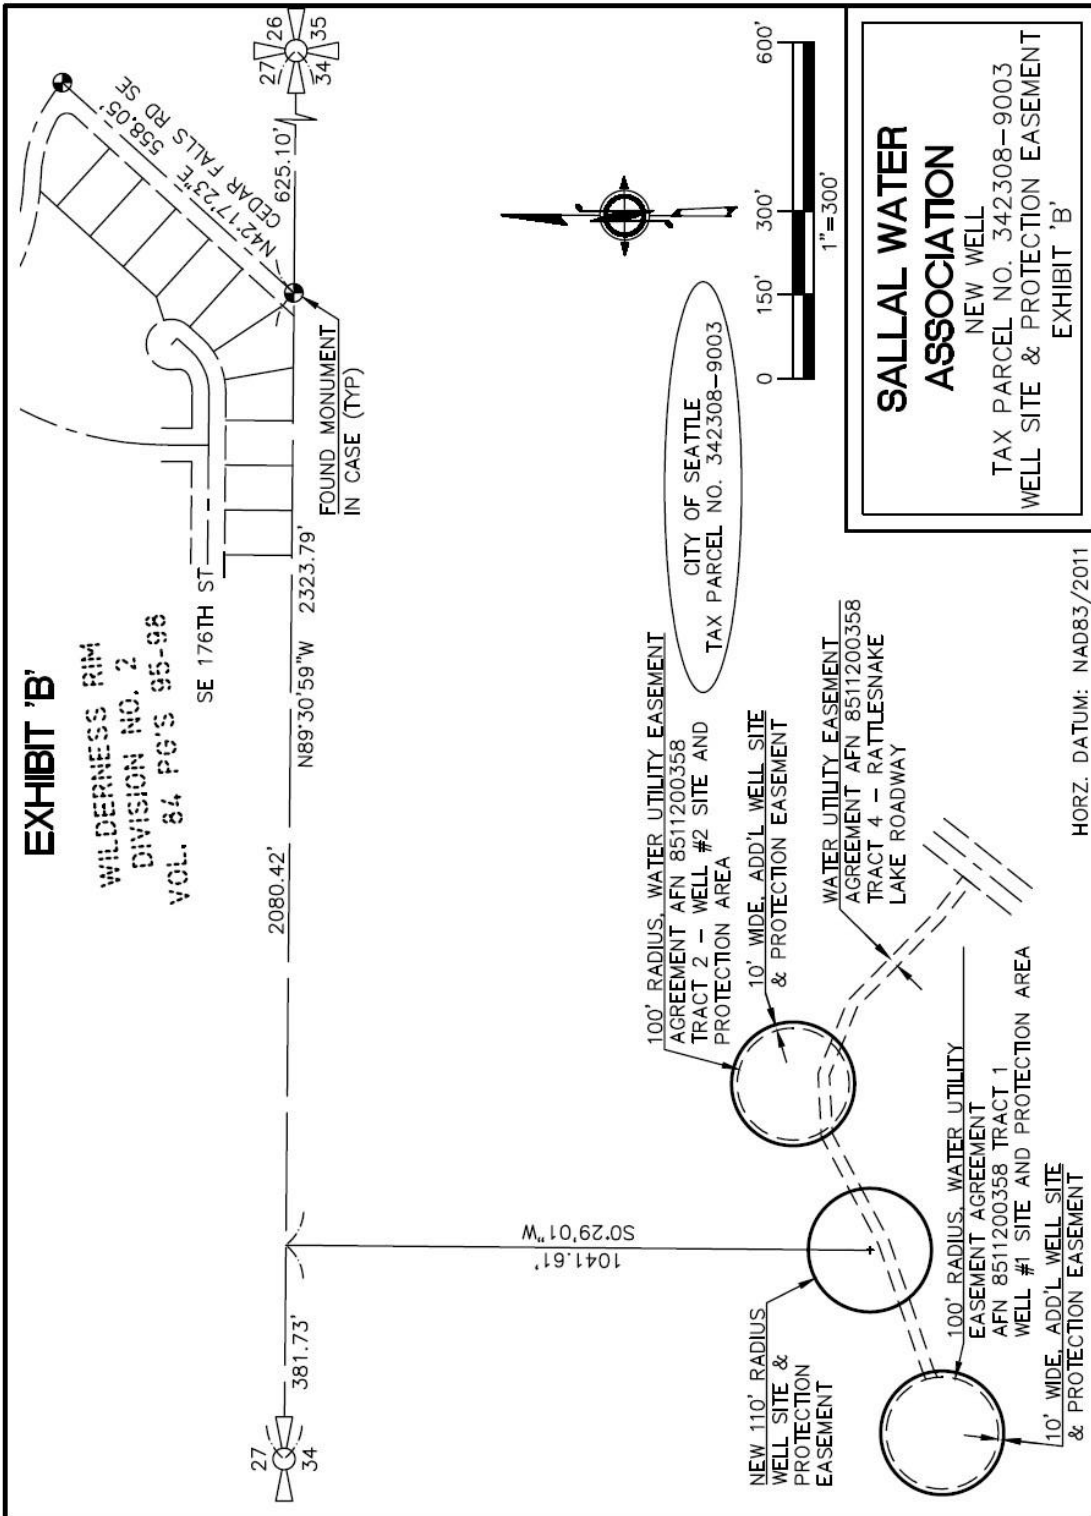 EXHIBIT 'B'
WILDERNESS RIM
DIVISION NO. 2
VOL. 84 PG'S 95-98
SE 176TH ST
N42°17'23"E 558.05'
CEDAR FALLS RD SE
27
26
34
35
625.10'
FOUND MONUMENT
IN CASE (TYP)
N89°30'59"W 2323.79'
2080.42'
381.73'
27
34
S0°29'01"W
1041.61'
CITY OF SEATTLE
TAX PARCEL NO. 342308-9003
100' RADIUS, WATER UTILITY EASEMENT
AGREEMENT AFN 8511200358
TRACT 2 - WELL #2 SITE AND
PROTECTION AREA
10' WIDE, ADD'L WELL SITE
& PROTECTION EASEMENT
WATER UTILITY EASEMENT
AGREEMENT AFN 8511200358
TRACT 4 - RATTLESNAKE
LAKE ROADWAY
NEW 110' RADIUS
WELL SITE &
PROTECTION
EASEMENT
100' RADIUS, WATER UTILITY
EASEMENT AGREEMENT
AFN 8511200358 TRACT 1
WELL #1 SITE AND PROTECTION AREA
10' WIDE, ADD'L WELL SITE
& PROTECTION EASEMENT
0 150' 300' 600'
1"=300'
HORZ. DATUM: NAD83/2011
SALLAL WATER
ASSOCIATION
NEW WELL
TAX PARCEL NO. 342308-9003
WELL SITE & PROTECTION EASEMENT
EXHIBIT 'B'